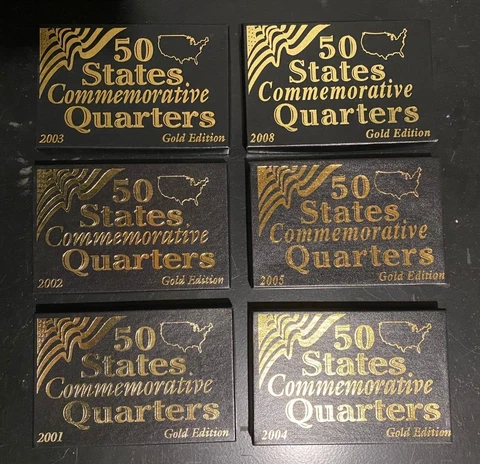 50
States
Commemorative
Quarters
2003 Gold Edition
50
States
Commemorative
Quarters
2008 Gold Edition
50
States
Commemorative
Quarters
2002 Gold Edition
50
States
Commemorative
Quarters
2005 Gold Edition
50
States
Commemorative
Quarters
2001 Gold Edition
50
States
Commemorative
Quarters
2004 Gold Edition